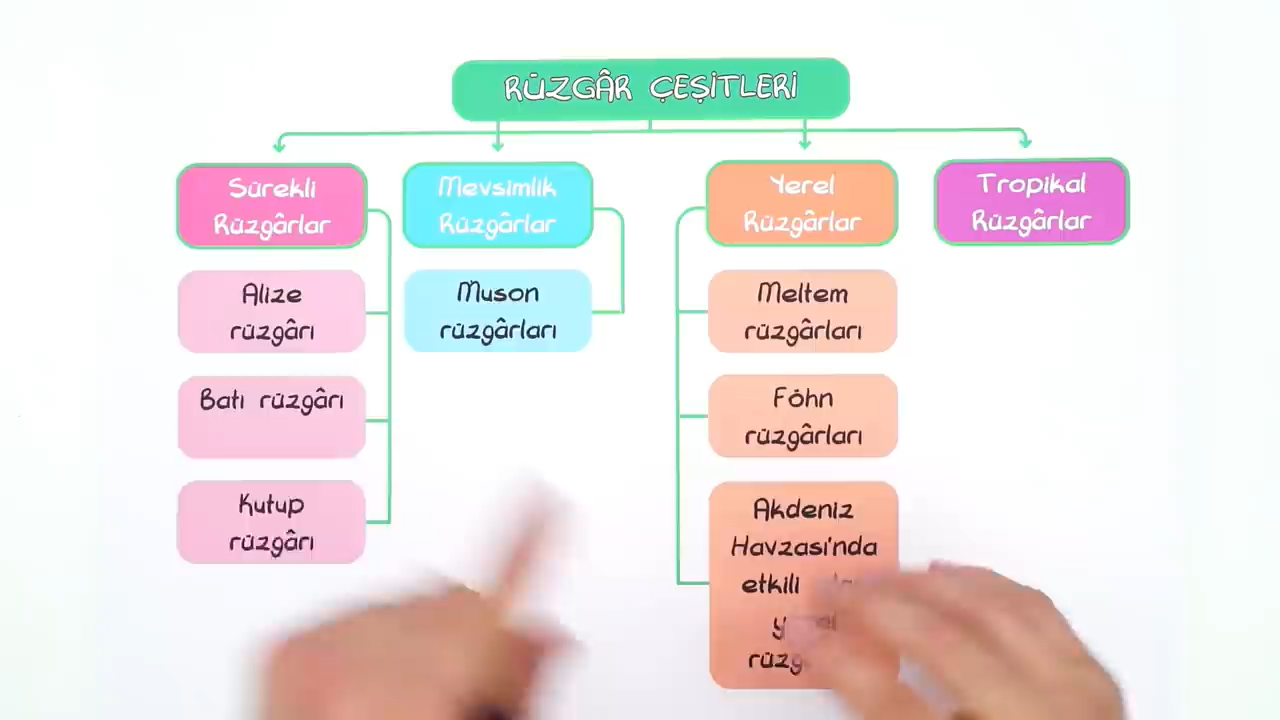 RÜZGÂR ÇEŞİTLERİ
Sürekli
Rüzgârlar
Alize
rüzgârı
Batı rüzgârı
Kutup
rüzgârı
Mevsimlik
Rüzgârlar
Muson
rüzgârları
Yerel
Rüzgârlar
Meltem
rüzgârları
Föhn
rüzgârları
Akdeniz
Havzası'nda
etkili
Tropikal
Rüzgârlar